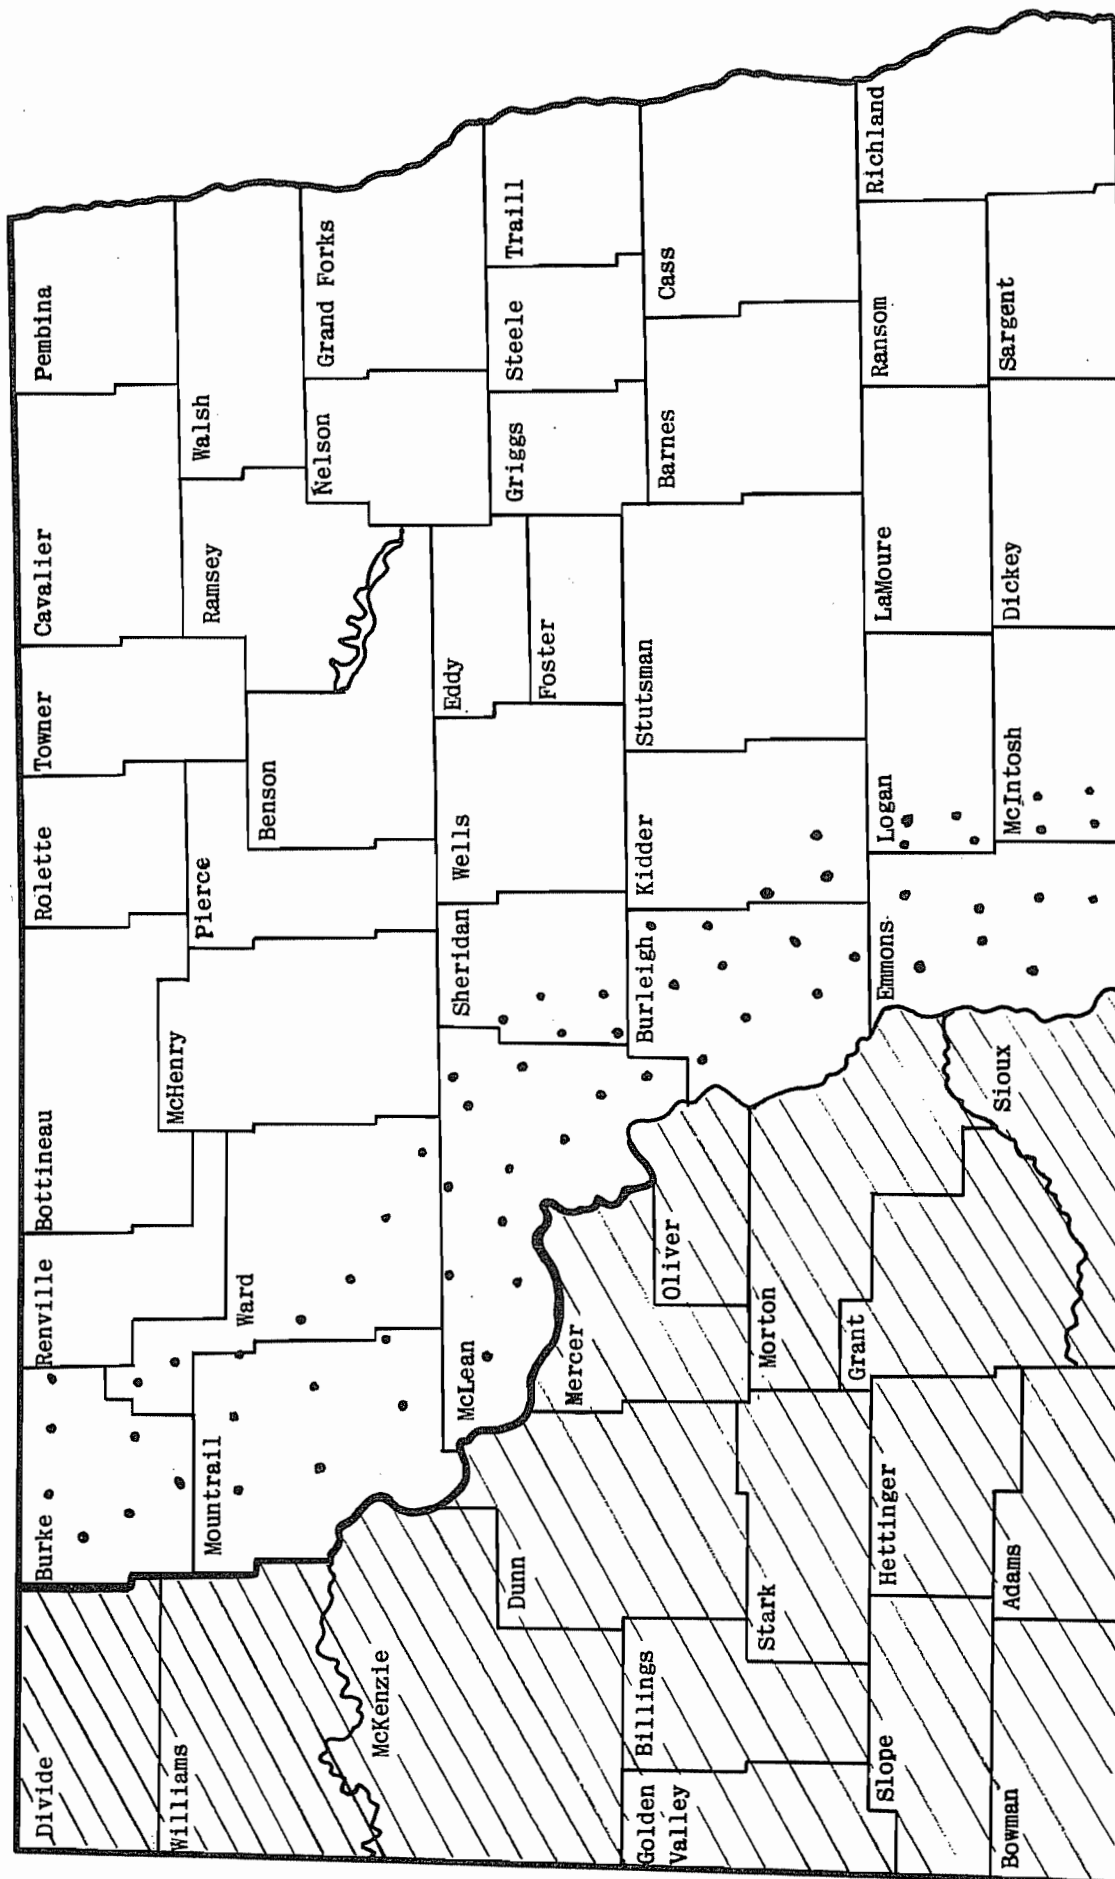 Divide
Burke
Renville
Bottineau
Rolette
Towner
Cavalier
Pembina
Williams
Mountrail
Ward
McHenry
Pierce
Benson
Ramsey
Walsh
Nelson
Grand Forks
McKenzie
Dunn
McLean
Mercer
Oliver
Sheridan
Wells
Eddy
Foster
Griggs
Steele
Traill
Golden
Valley
Billings
Stark
Morton
Burleigh
Kidder
Stutsman
Barnes
Cass
Slope
Hettinger
Grant
Emmons
Logan
LaMoure
Ransom
Richland
Bowman
Adams
Sioux
McIntosh
Dickey
Sargent